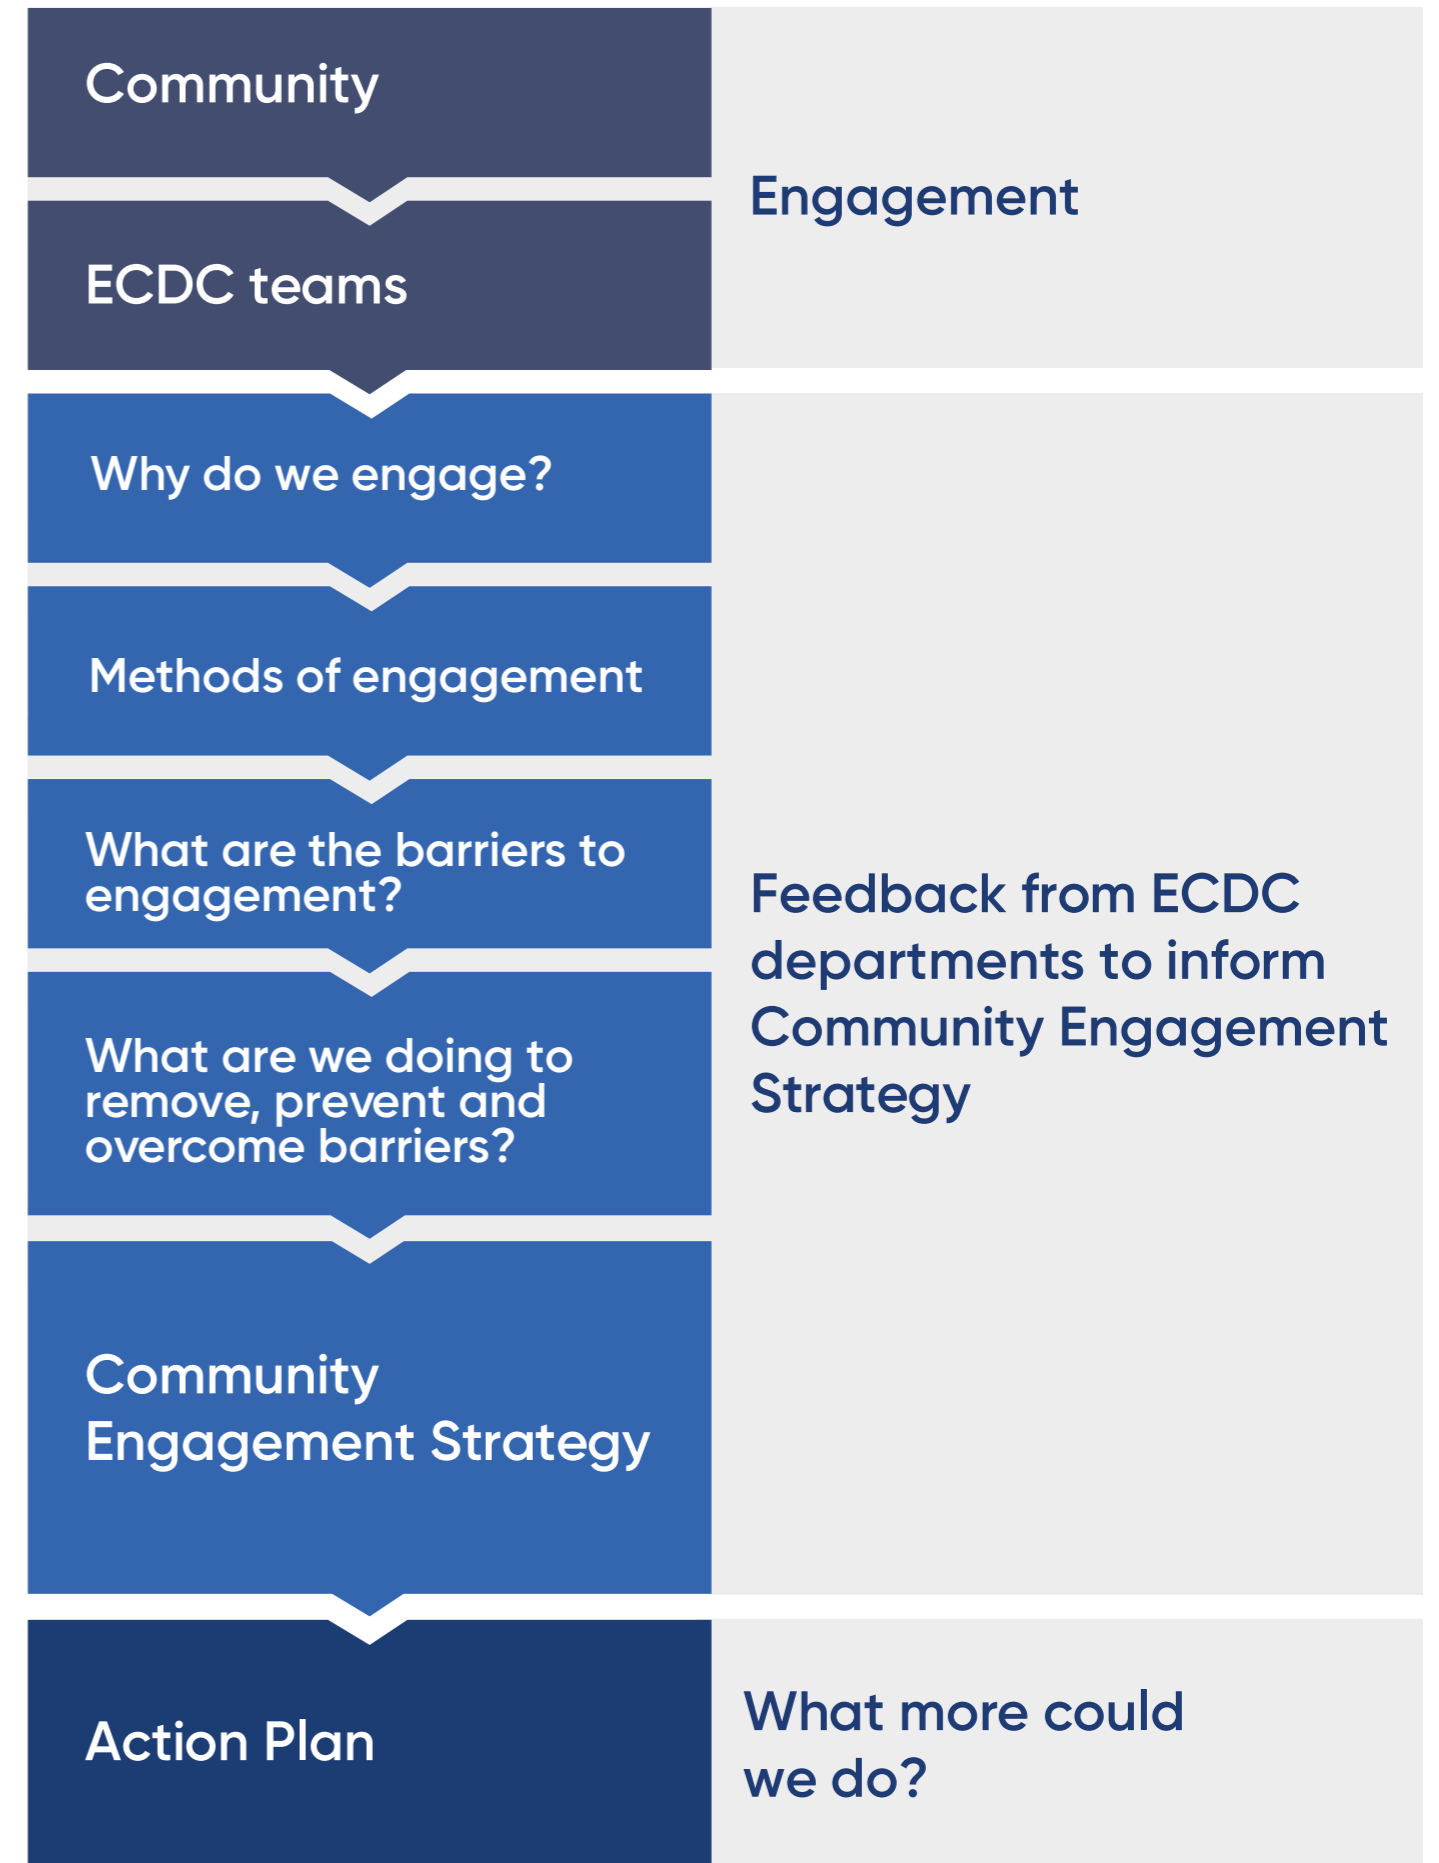 Community
Engagement
ECDC teams
Why do we engage?
Methods of engagement
What are the barriers to
engagement?
What are we doing to
remove, prevent and
overcome barriers?
Community
Engagement Strategy
Feedback from ECDC
departments to inform
Community Engagement
Strategy
Action Plan
What more could
we do?